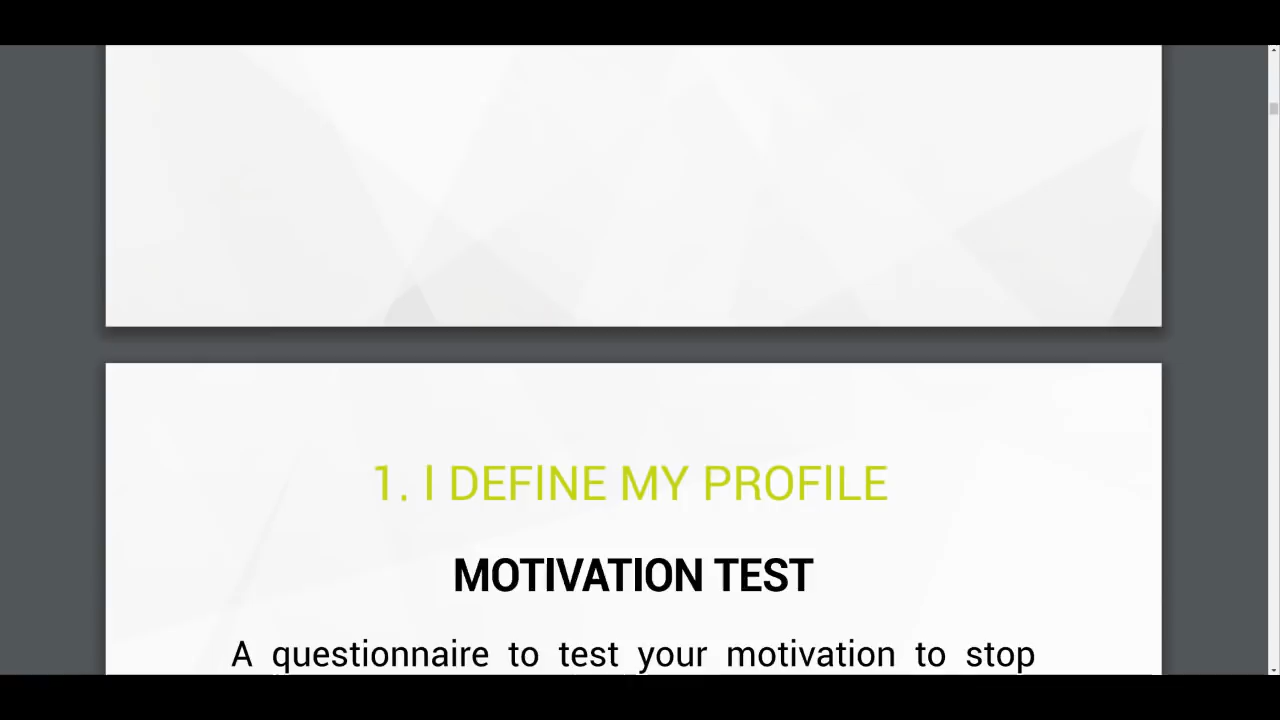 1. I DEFINE MY PROFILE
MOTIVATION TEST
A questionnaire to test your motivation to stop